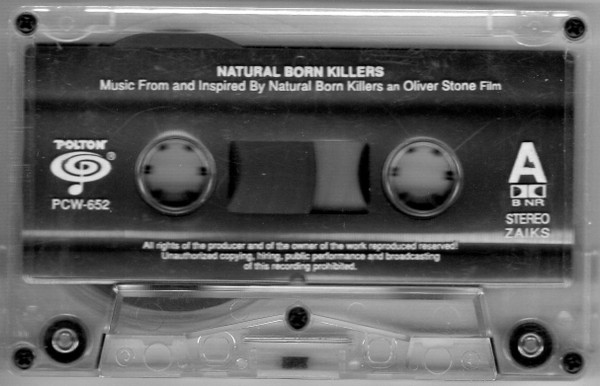 NATURAL BORN KILLERS
Music From and Inspired By Natural Born Killers an Oliver Stone Film
"POLTON"
®
PCW-652
A
B NR
STEREO
ZAIKS
All rights of the producer and of the owner of the work reproduced reserved!
Unauthorized copying, hiring, public performance and broadcasting
of this recording prohibited.